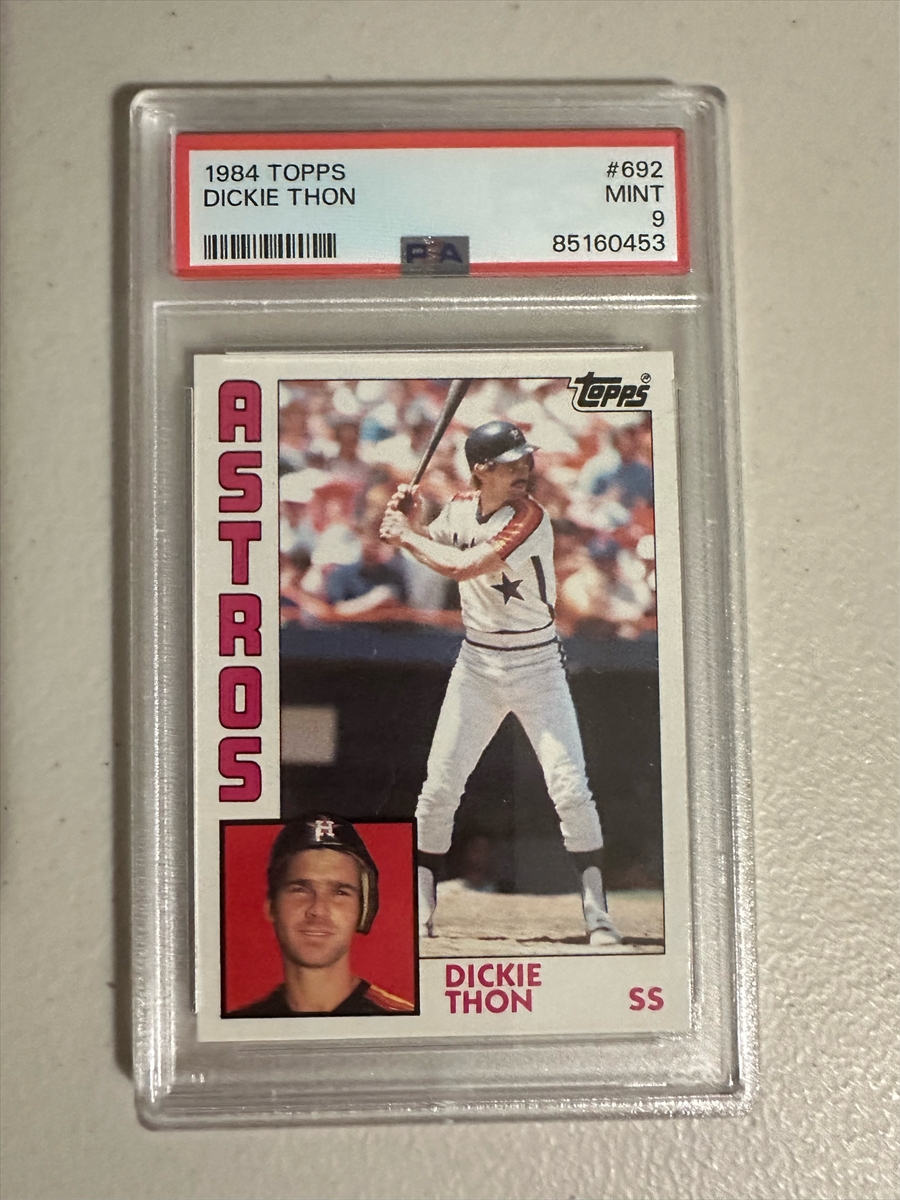 1984 TOPPS
DICKIE THON
#692
MINT
9
85160453
PSA
Topps®
ASTROS
H
DICKIE
THON
SS